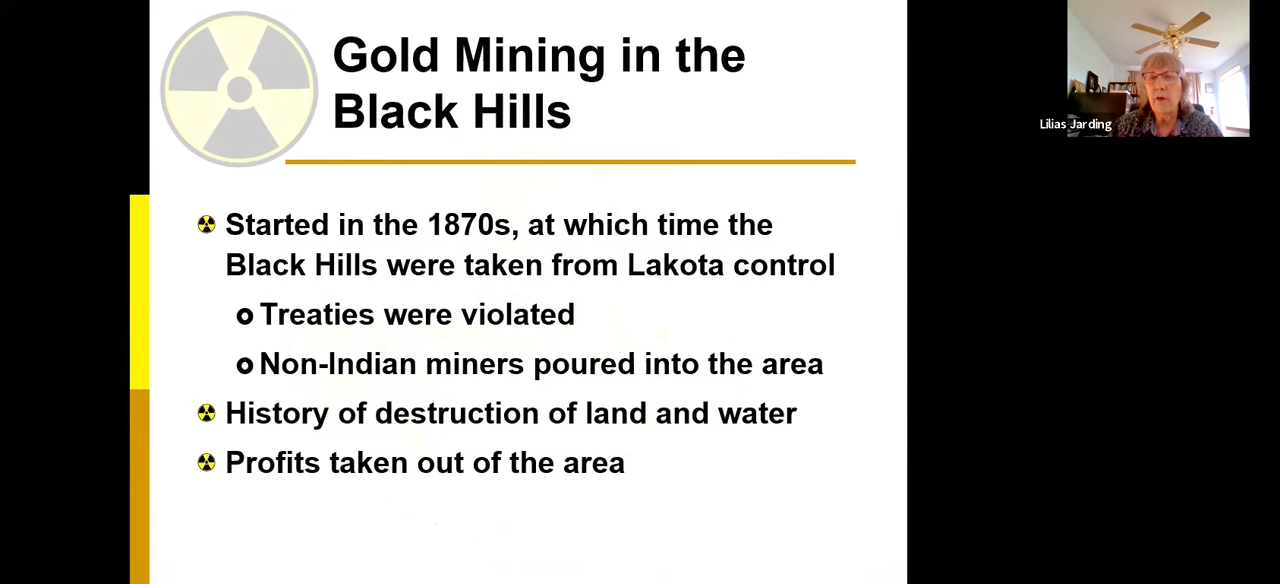 Gold Mining in the
Black Hills
Lilias Jarding
Started in the 1870s, at which time the
Black Hills were taken from Lakota control
Treaties were violated
Non-Indian miners poured into the area
History of destruction of land and water
Profits taken out of the area